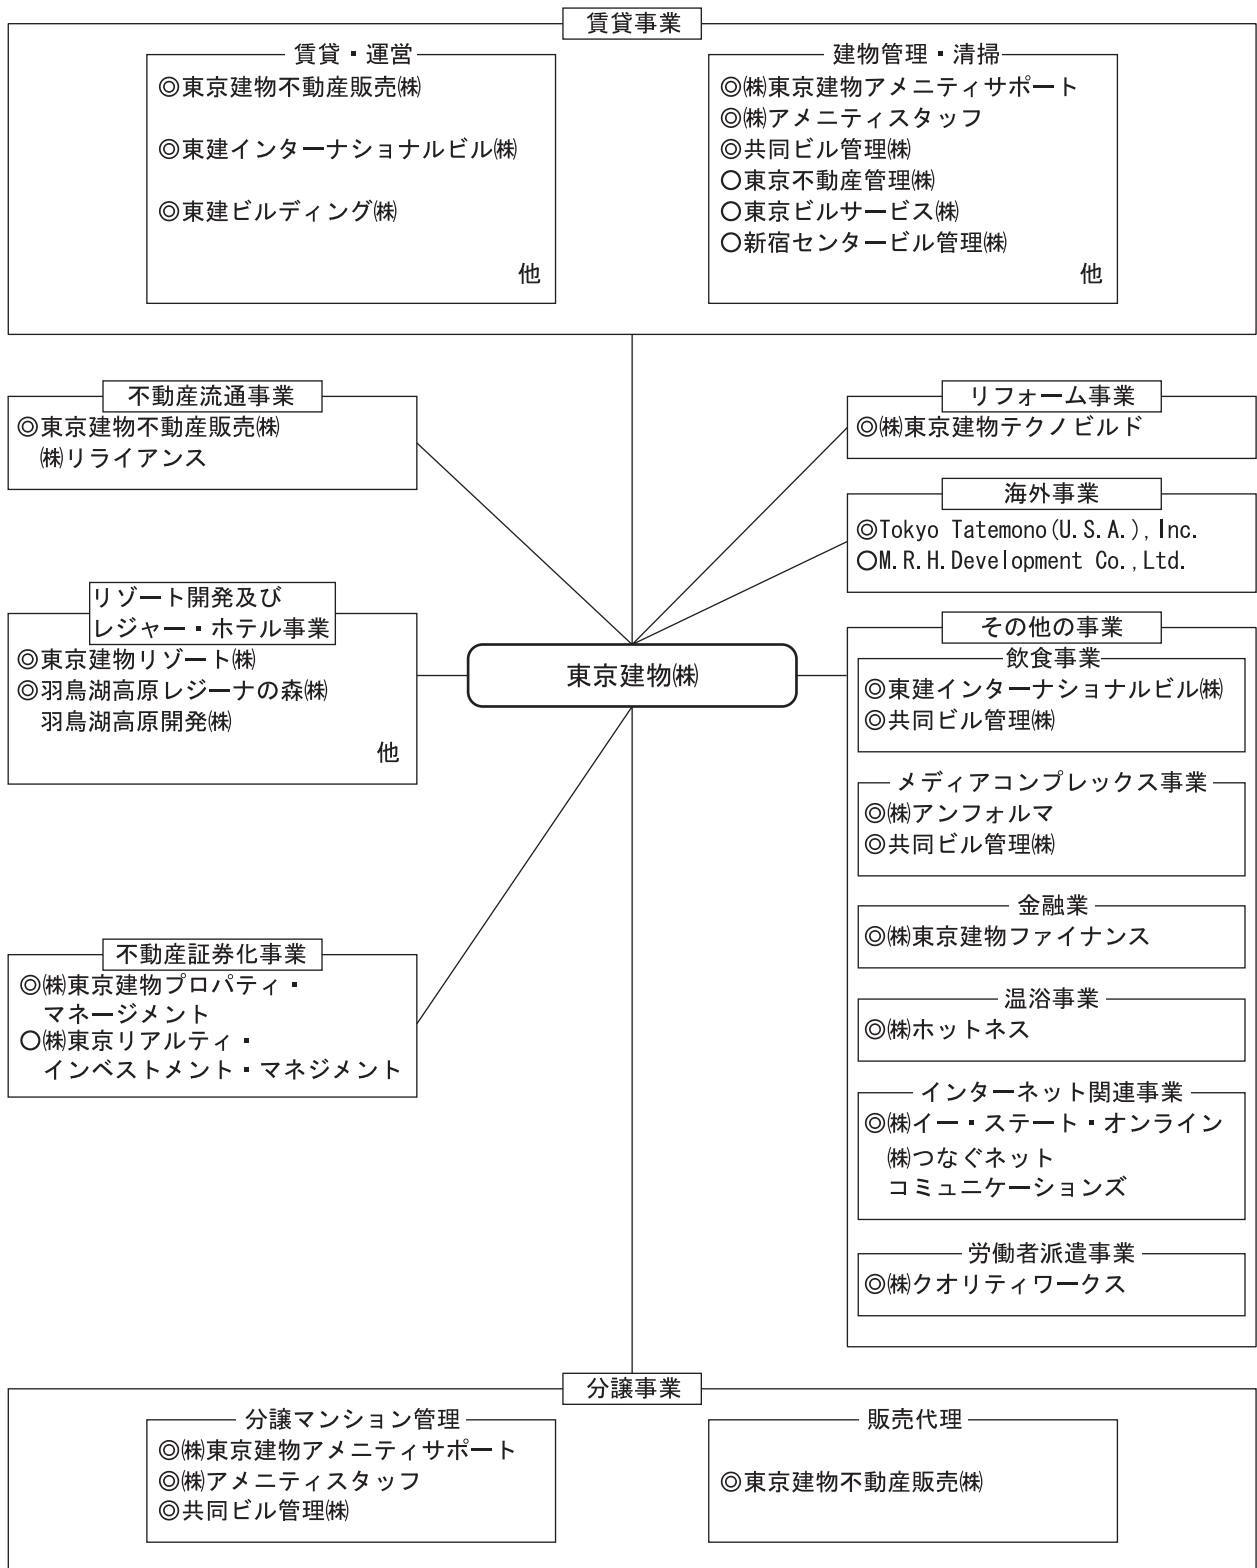 賃貸事業
賃貸・運営
◎東京建物不動産販売㈱
◎東建インターナショナルビル㈱
◎東建ビルディング㈱
他
建物管理・清掃
◎㈱東京建物アメニティサポート
◎㈱アメニティスタッフ
◎共同ビル管理㈱
○東京不動産管理㈱
○東京ビルサービス㈱
○新宿センタービル管理㈱
他
不動産流通事業
◎東京建物不動産販売㈱
㈱リライアンス
リゾート開発及び
レジャー・ホテル事業
◎東京建物リゾート㈱
◎羽鳥湖高原レジーナの森㈱
羽鳥湖高原開発㈱
他
不動産証券化事業
◎㈱東京建物プロパティ・
マネージメント
○㈱東京リアルティ・
インベストメント・マネジメント
東京建物㈱
リフォーム事業
◎㈱東京建物テクノビルド
海外事業
◎Tokyo Tatemono(U.S.A.),Inc.
○M.R.H.Development Co.,Ltd.
その他の事業
飲食事業
◎東建インターナショナルビル㈱
◎共同ビル管理㈱
メディアコンプレックス事業
◎㈱アンフォルマ
◎共同ビル管理㈱
金融業
◎㈱東京建物ファイナンス
温浴事業
◎㈱ホットネス
インターネット関連事業
◎㈱イー・ステート・オンライン
㈱つなぐネット
コミュニケーションズ
労働者派遣事業
◎㈱クオリティワークス
分譲事業
分譲マンション管理
◎㈱東京建物アメニティサポート
◎㈱アメニティスタッフ
◎共同ビル管理㈱
販売代理
◎東京建物不動産販売㈱